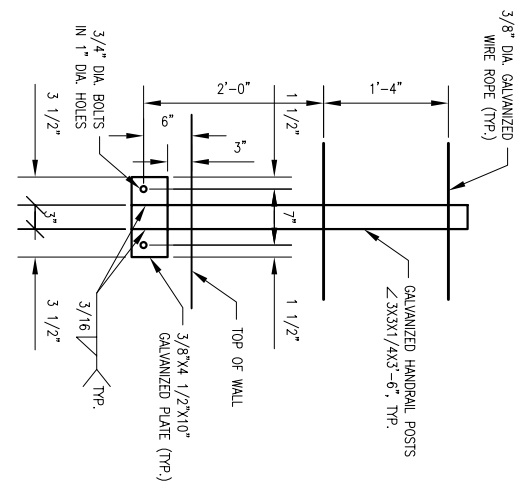 3/8" DIA. GALVANIZED
WIRE ROPE (TYP.)
1'-4"
2'-0"
GALVANIZED HANDRAIL POSTS
∠ 3X3X1/4X3'-6", TYP.
1 1/2"
7"
1 1/2"
3"
6"
TOP OF WALL
3/4" DIA. BOLTS
IN 1" DIA. HOLES
3/8"X4 1/2"X10"
GALVANIZED PLATE (TYP.)
3 1/2"
3"
3 1/2"
3/16
TYP.